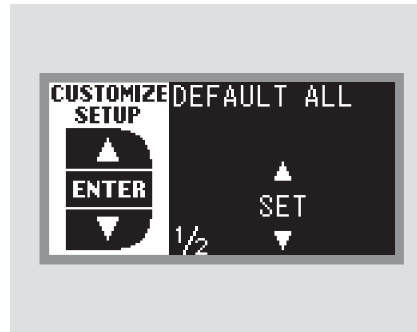 CUSTOMIZE
SETUP
ENTER
DEFAULT ALL
SET
1/2